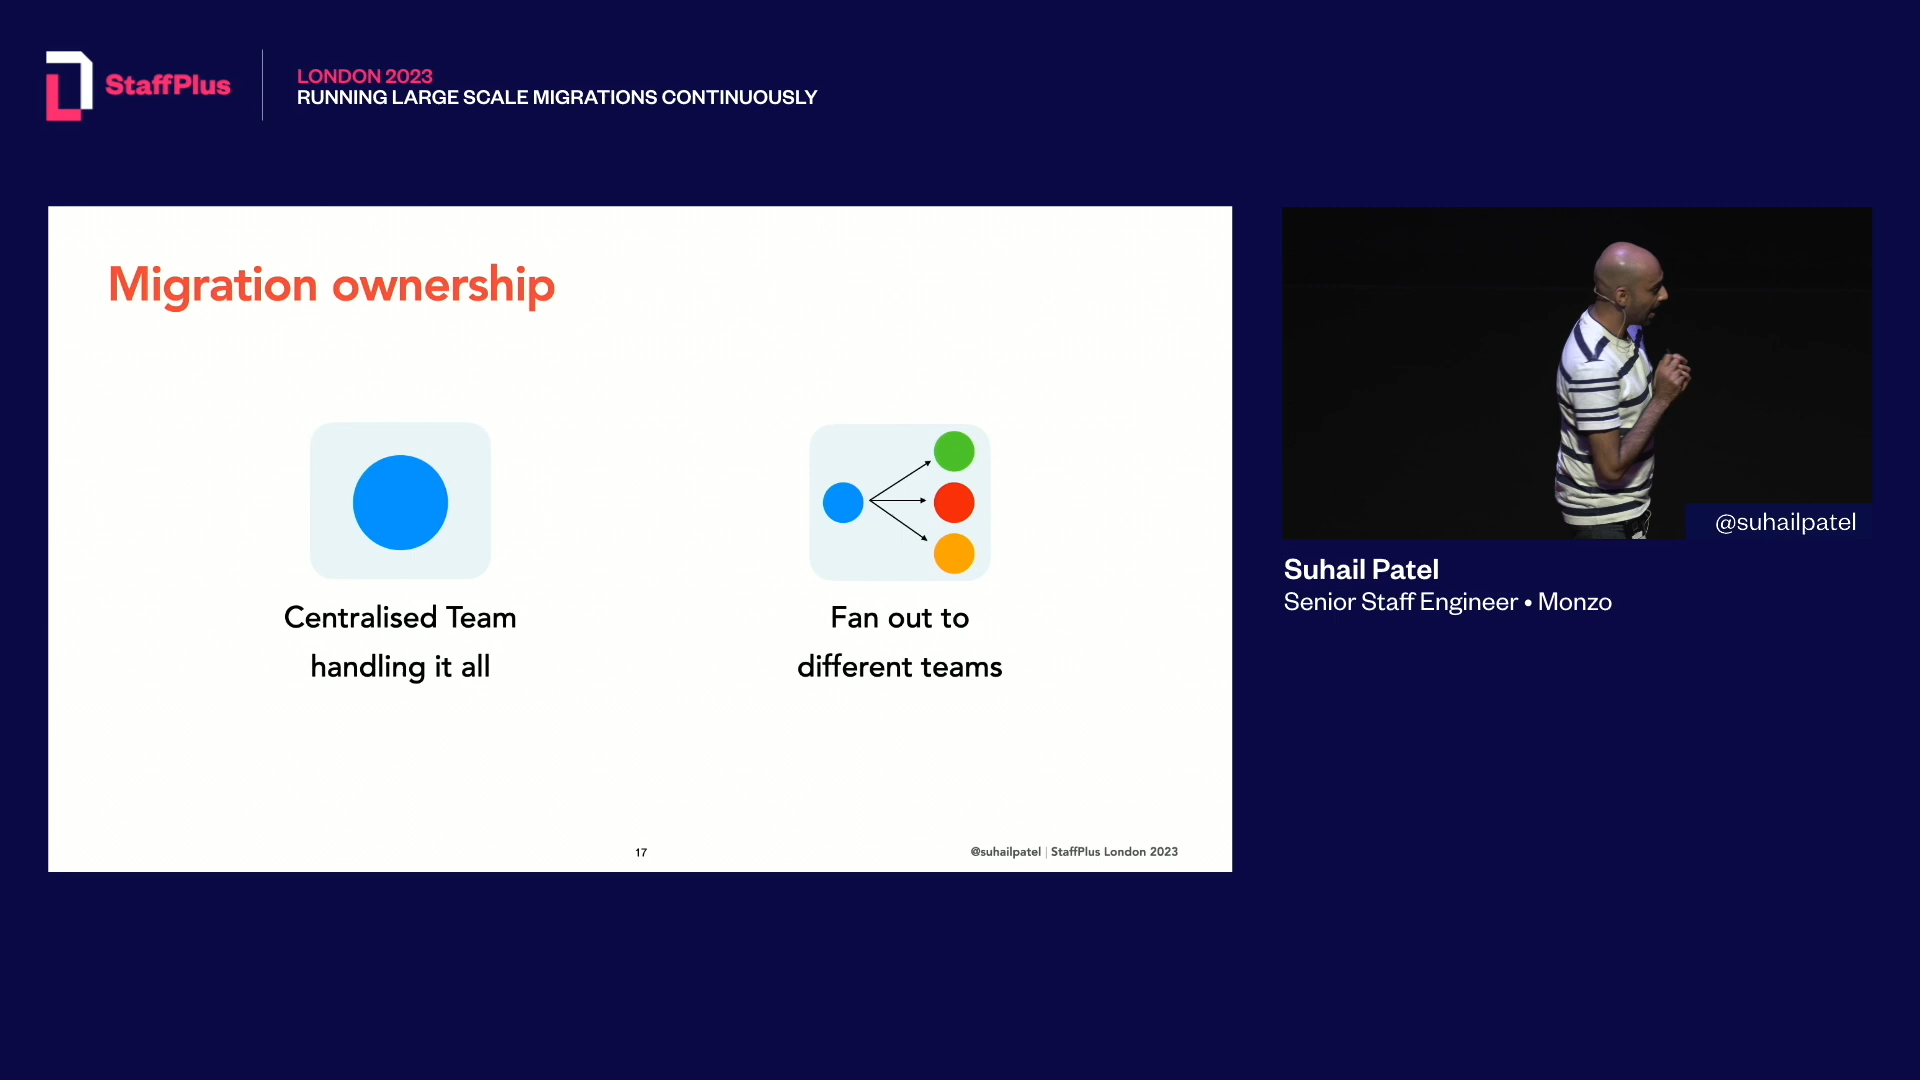 StaffPlus
LONDON 2023
RUNNING LARGE SCALE MIGRATIONS CONTINUOUSLY
Migration ownership
Centralised Team
handling it all
Fan out to
different teams
17
@suhailpatel | StaffPlus London 2023
@suhailpatel
Suhail Patel
Senior Staff Engineer • Monzo